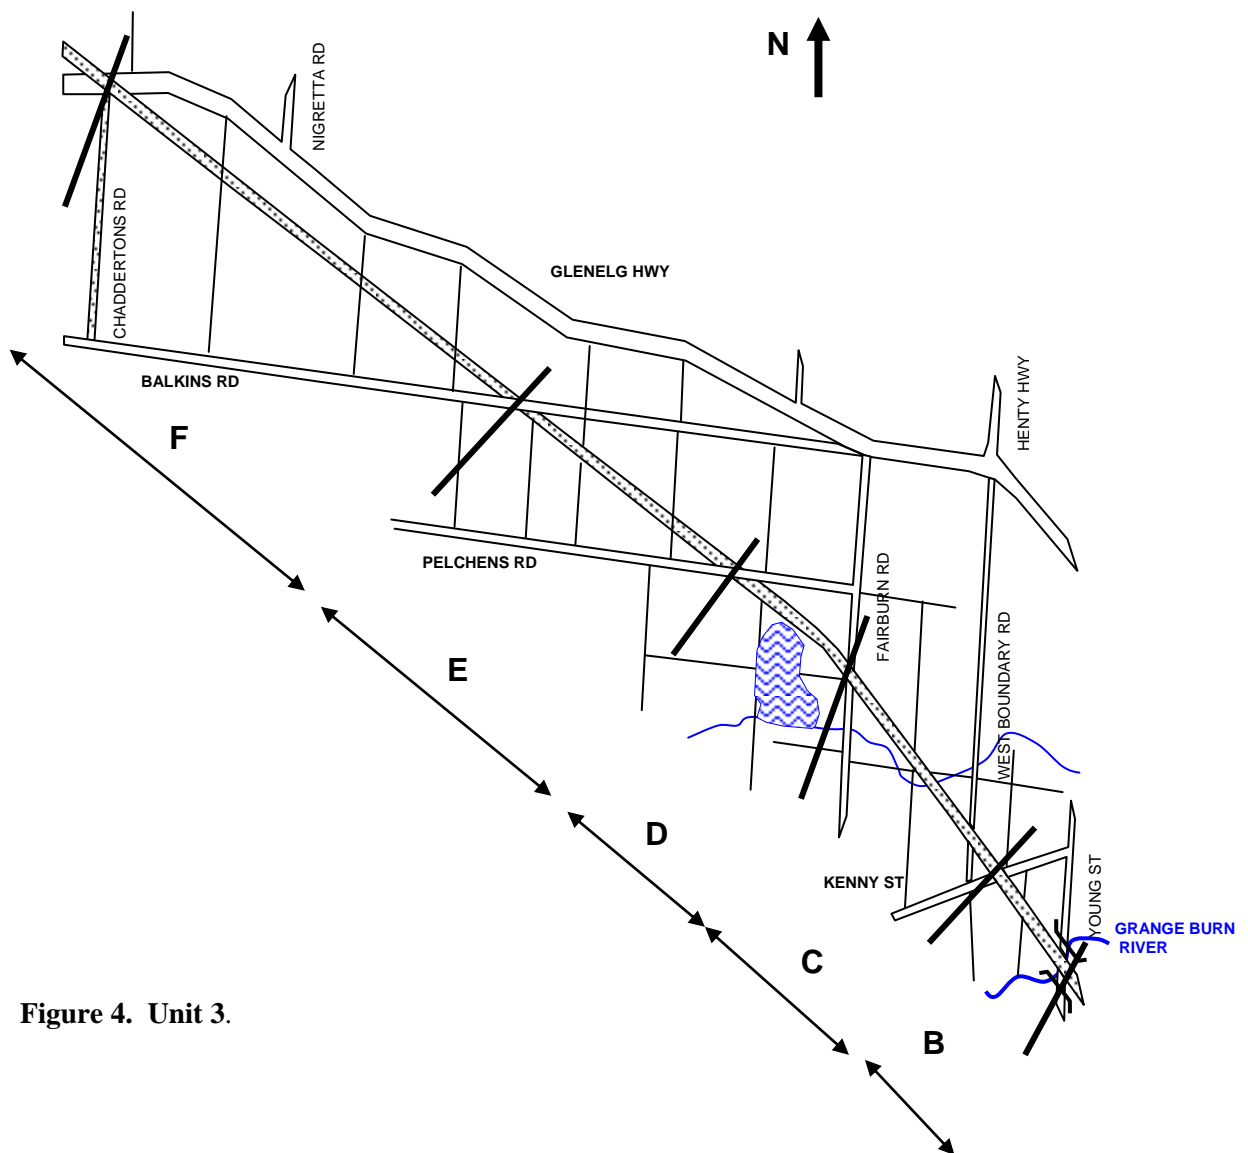 N
NIGRETTA RD
CHADDERTONS RD
GLENELG HWY
HENTY HWY
BALKINS RD
F
PELCHENS RD
FAIRBURN RD
E
WEST BOUNDARY RD
D
KENNY ST
YOUNG ST
GRANGE BURN
RIVER
C
Figure 4. Unit 3.
B